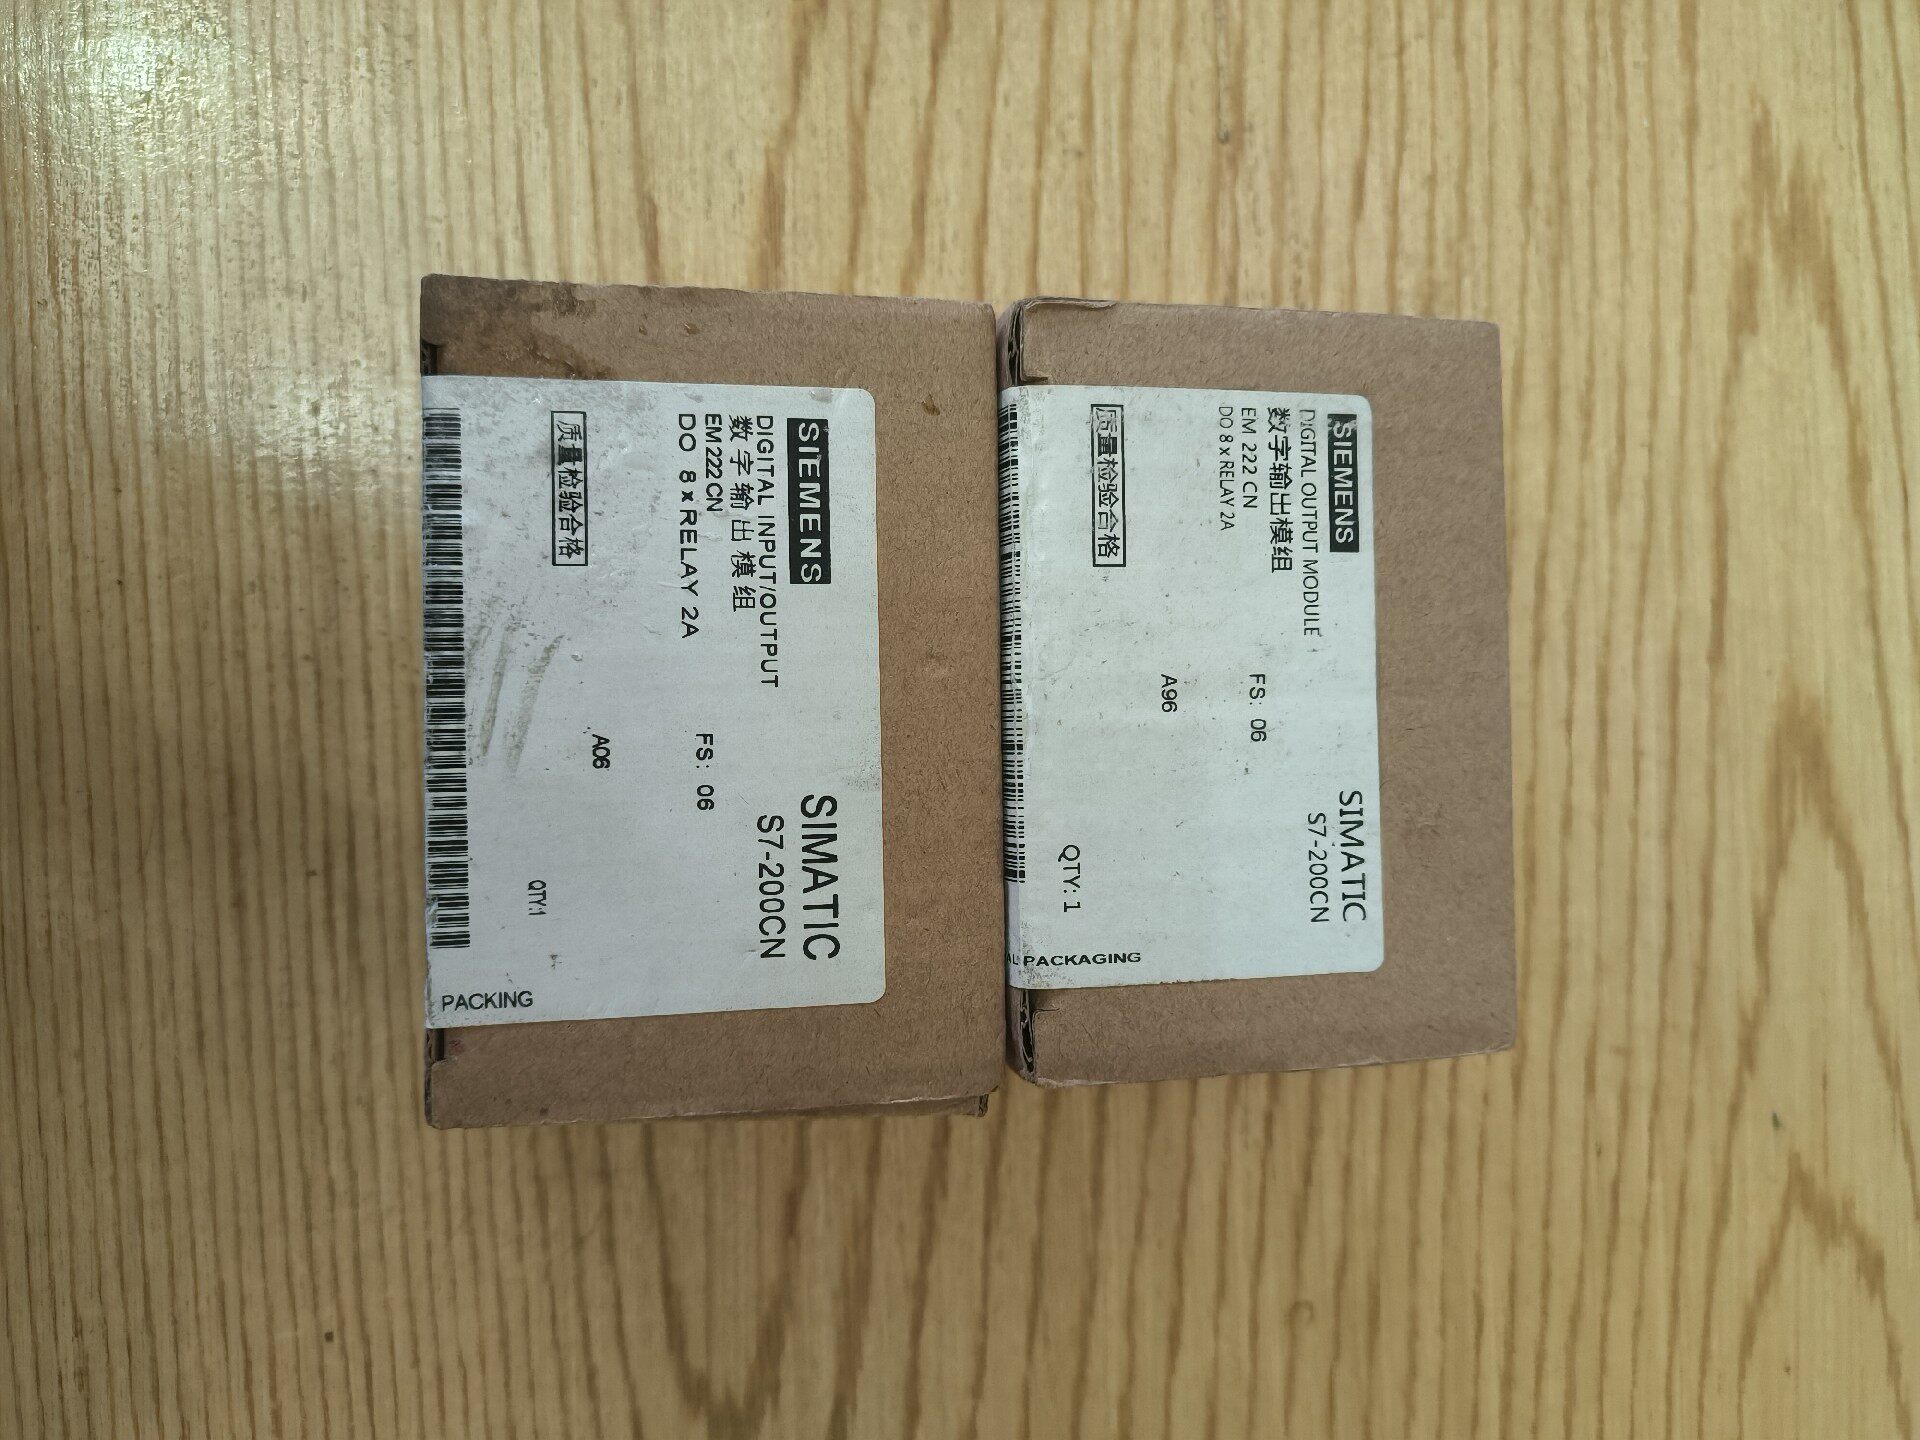 SIEMENS
SIMATIC
S7-200CN
DIGITAL INPUT/OUTPUT
数字输出模组
EM 222 CN
DO 8 x RELAY 2A
FS: 06
A06
质量检验合格
QTY:1
PACKING
SIEMENS
SIMATIC
S7-200CN
DIGITAL OUTPUT MODULE
数字输出模组
EM 222 CN
DO 8 x RELAY 2A
FS: 06
A96
质量检验合格
QTY: 1
AL PACKAGING